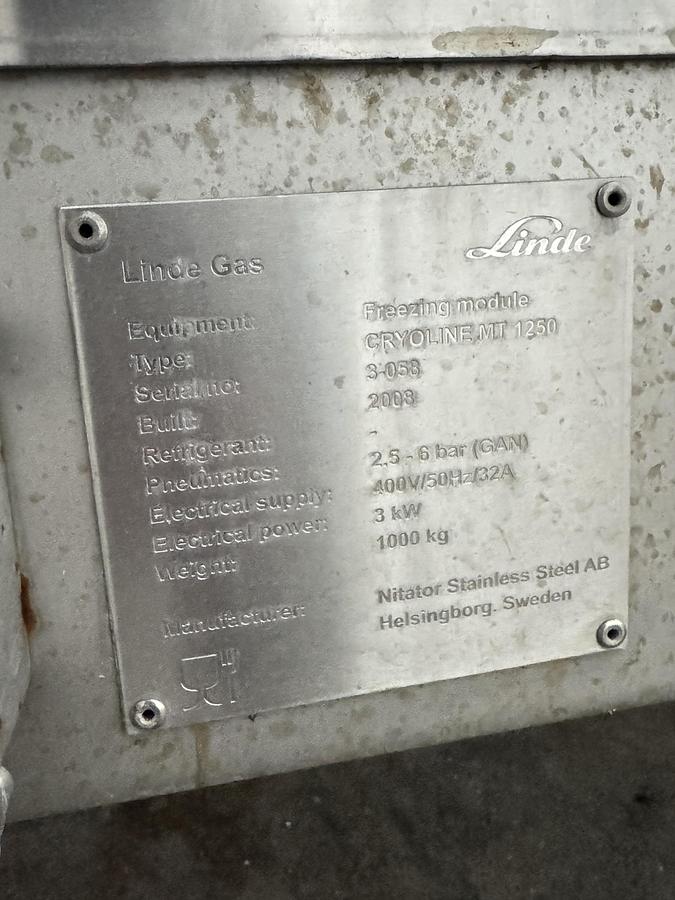 Linde
Linde Gas
Equipment: Freezing module
Type: CRYOLINE MT 1250
Serial no: 3-058
Built: 2008
Refrigerant: -
Pneumatics: 2,5 - 6 bar (GAN)
Electrical supply: 400V/50Hz/32A
Electrical power: 3 kW
Weight: 1000 kg
Manufacturer: Nitator Stainless Steel AB
Helsingborg. Sweden